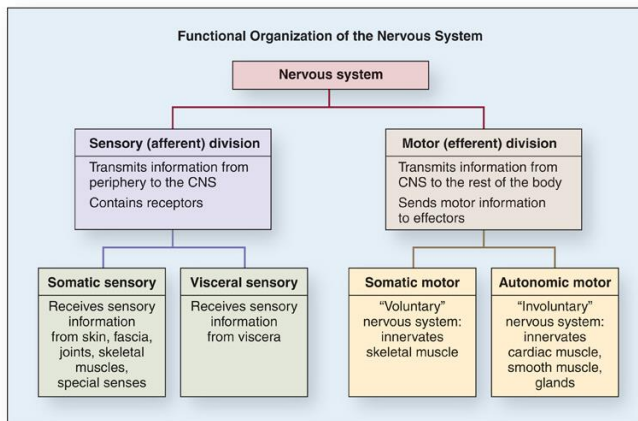 Functional Organization of the Nervous System
Nervous system
Sensory (afferent) division
Transmits information from
periphery to the CNS
Contains receptors
Motor (efferent) division
Transmits information from
CNS to the rest of the body
Sends motor information
to effectors
Somatic sensory
Receives sensory
information
from skin, fascia,
joints, skeletal
muscles,
special senses
Visceral sensory
Receives sensory
information
from viscera
Somatic motor
“Voluntary”
nervous system:
innervates
skeletal muscle
Autonomic motor
“Involuntary”
nervous system:
innervates
cardiac muscle,
smooth muscle,
glands